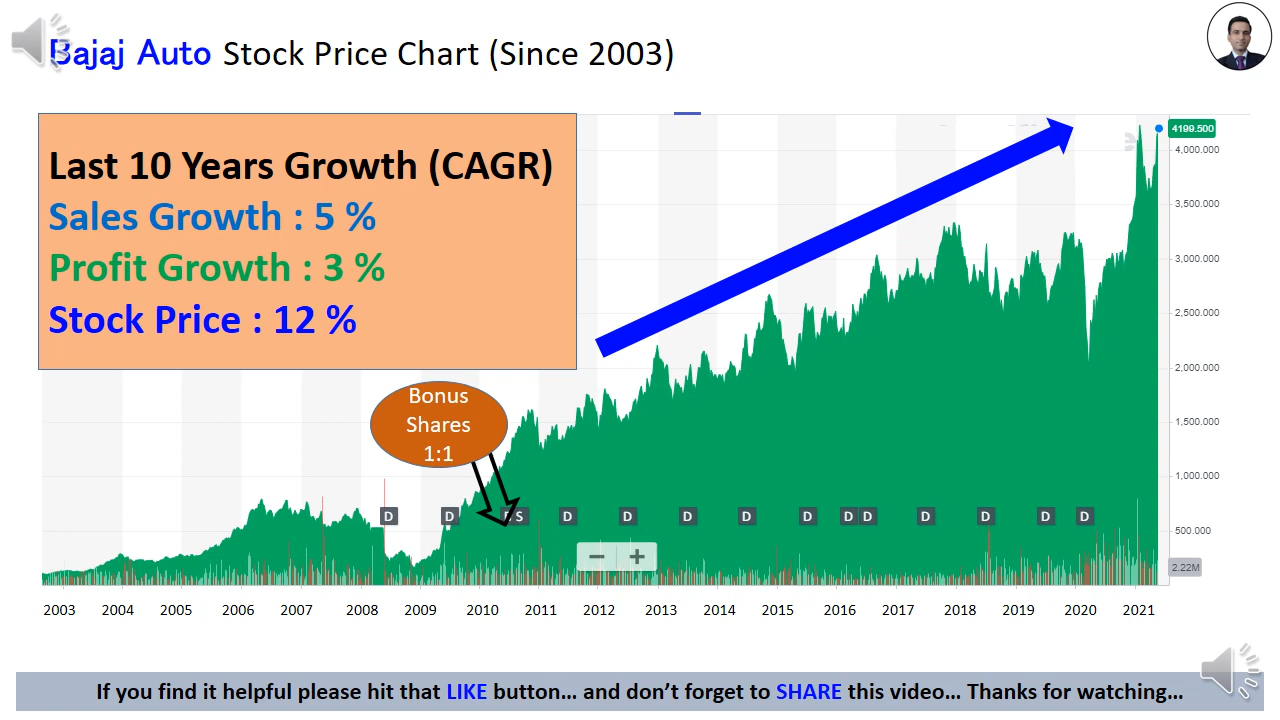 Bajaj Auto Stock Price Chart (Since 2003)
Last 10 Years Growth (CAGR)
Sales Growth : 5 %
Profit Growth : 3 %
Stock Price : 12 %
Bonus
Shares
1:1
4199.500
4,000.000
3,500.000
3,000.000
2,500.000
2,000.000
1,500.000
1,000.000
500.000
2.22M
D D D S D D D D D D D D D D D
− +
2003 2004 2005 2006 2007 2008 2009 2010 2011 2012 2013 2014 2015 2016 2017 2018 2019 2020 2021
If you find it helpful please hit that LIKE button... and don't forget to SHARE this video... Thanks for watching...